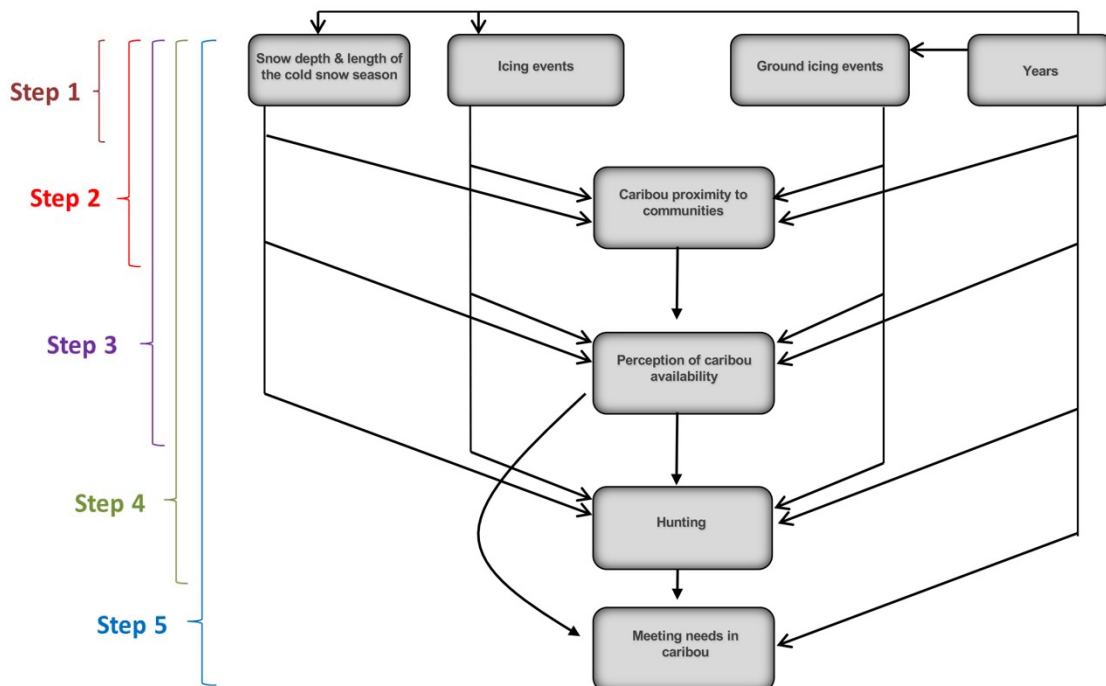 Snow depth & length of
the cold snow season
Icing events
Ground icing events
Years
Step 1
Caribou proximity to
communities
Step 2
Perception of caribou
availability
Step 3
Hunting
Step 4
Meeting needs in
caribou
Step 5